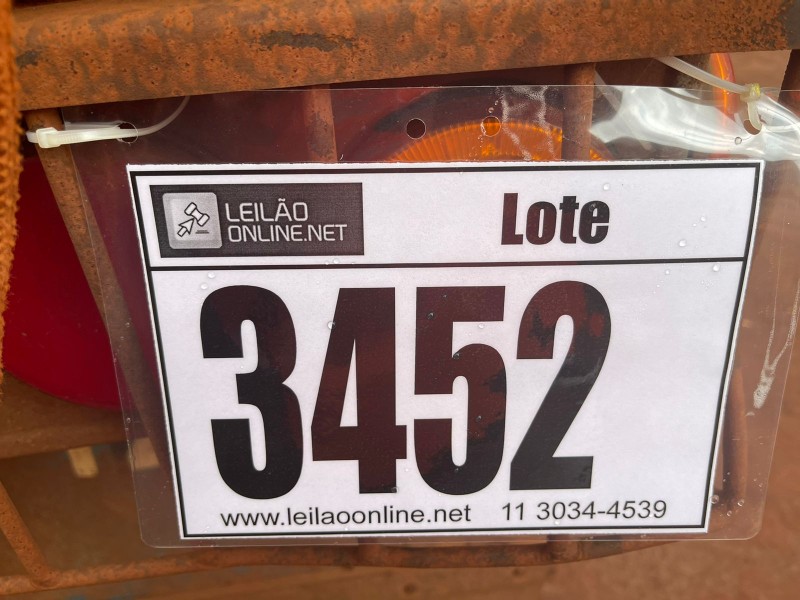 LEILÃO
ONLINE.NET
Lote
3452
www.leilaoonline.net 11 3034-4539